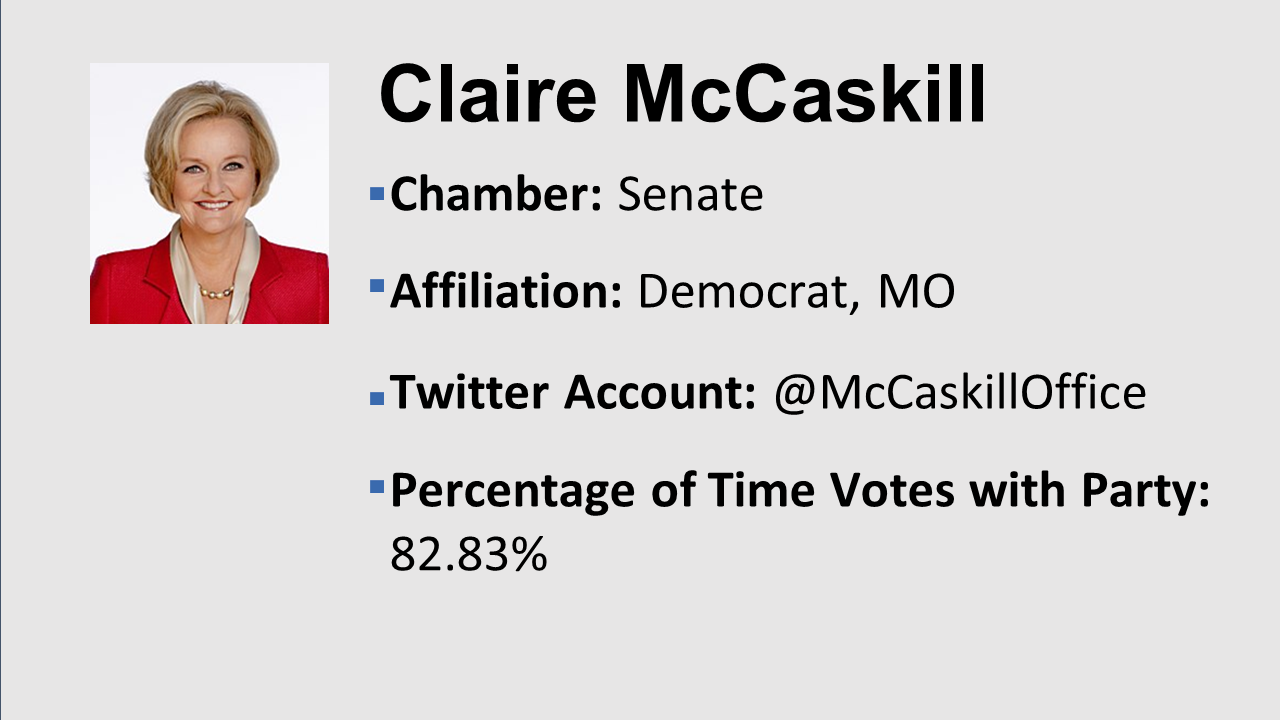 Claire McCaskill
▪Chamber: Senate
▪Affiliation: Democrat, MO
▪Twitter Account: @McCaskillOffice
▪Percentage of Time Votes with Party:
82.83%